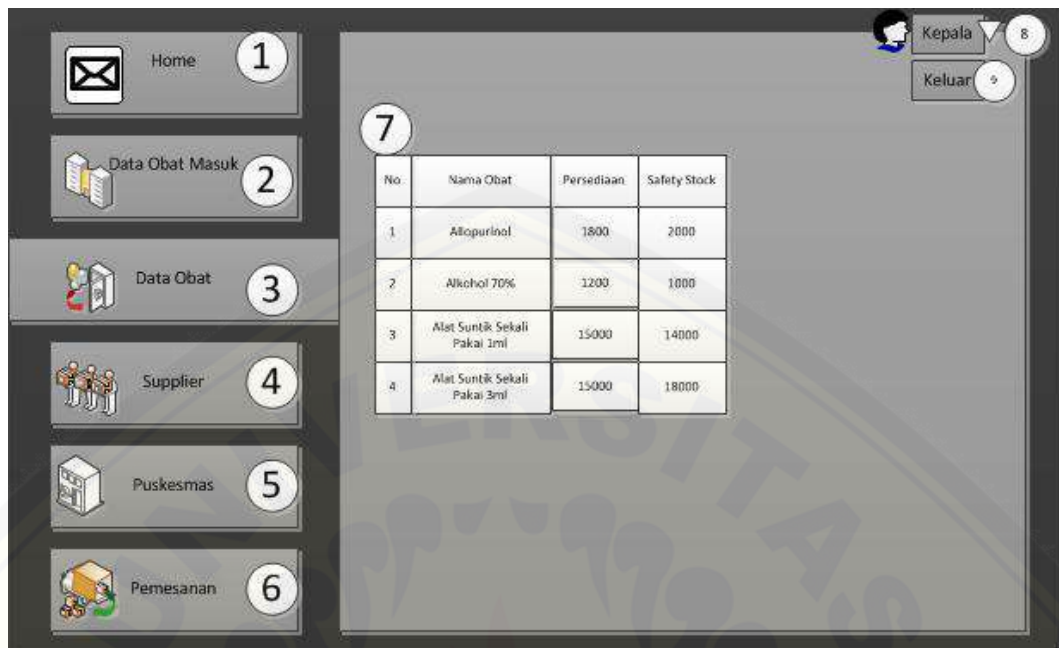 Home 1
Data Obat Masuk 2
Data Obat 3
Supplier 4
Puskesmas 5
Pemesanan 6
Kepala 8
Keluar 9
7
No Nama Obat Persediaan Safety Stock
1 Allopurinol 1800 2000
2 Alkohol 70% 1200 1000
3 Alat Suntik Sekali Pakai 1ml 15000 14000
4 Alat Suntik Sekali Pakai 3ml 15000 18000
UNIVERSITAS